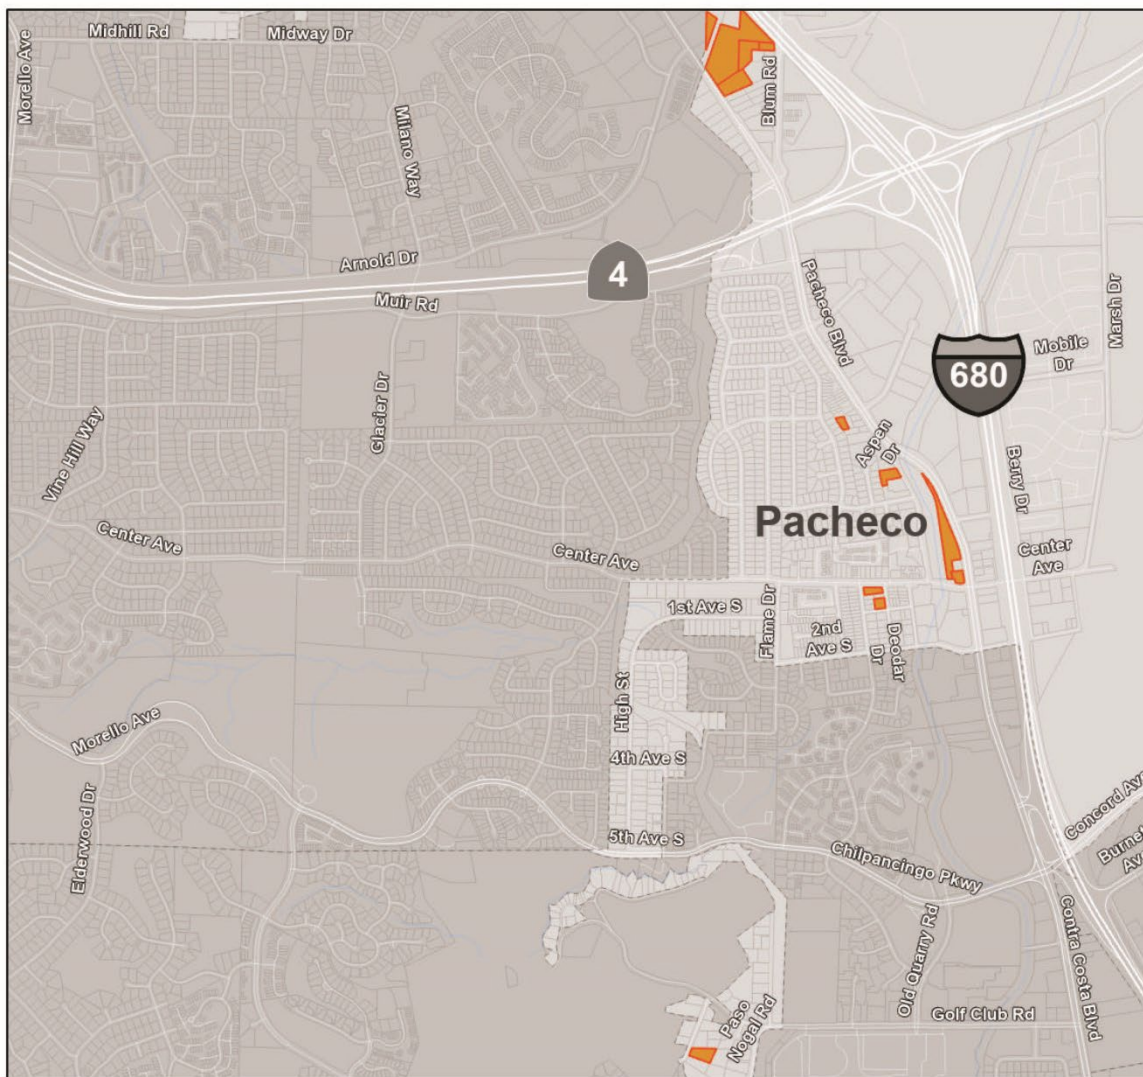 Midhill Rd
Midway Dr
Morello Ave
Milano Way
Blum Rd
Arnold Dr
4
Muir Rd
Pacheco Blvd
Marsh Dr
Mobile
Dr
680
Glacier Dr
Vine Hill Way
Aspen
Dr
Berry Dr
Pacheco
Center Ave
Center Ave
Center
Ave
1st Ave S
Flame Dr
2nd
Ave S
Deodar
Dr
High St
Morello Ave
4th Ave S
Elderwood Dr
5th Ave S
Chilpancingo Pkwy
Concord Av
Burne
Av
Old Quarry Rd
Contra Costa Blvd
Paso
Nogal Rd
Golf Club Rd